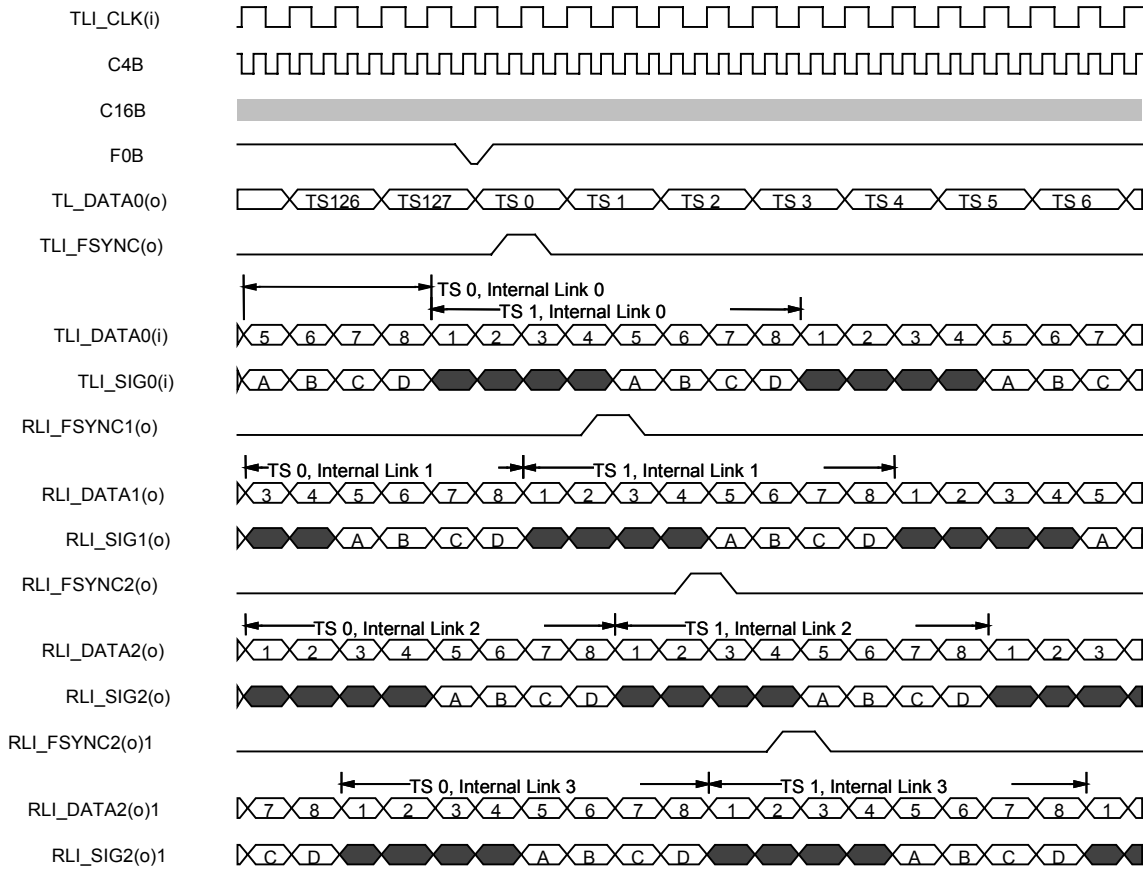 TLI_CLK(i)
C4B
C16B
F0B
TL_DATA0(o) TS126 TS127 TS 0 TS 1 TS 2 TS 3 TS 4 TS 5 TS 6
TLI_FSYNC(o)
TS 0, Internal Link 0
TS 1, Internal Link 0
TLI_DATA0(i) 5 6 7 8 1 2 3 4 5 6 7 8 1 2 3 4 5 6 7
TLI_SIG0(i) A B C D A B C D A B C
RLI_FSYNC1(o)
TS 0, Internal Link 1 TS 1, Internal Link 1
RLI_DATA1(o) 3 4 5 6 7 8 1 2 3 4 5 6 7 8 1 2 3 4 5
RLI_SIG1(o) A B C D A B C D A
RLI_FSYNC2(o)
TS 0, Internal Link 2 TS 1, Internal Link 2
RLI_DATA2(o) 1 2 3 4 5 6 7 8 1 2 3 4 5 6 7 8 1 2 3
RLI_SIG2(o) A B C D A B C D
RLI_FSYNC2(o)1
TS 0, Internal Link 3 TS 1, Internal Link 3
RLI_DATA2(o)1 7 8 1 2 3 4 5 6 7 8 1 2 3 4 5 6 7 8 1
RLI_SIG2(o)1 C D A B C D A B C D